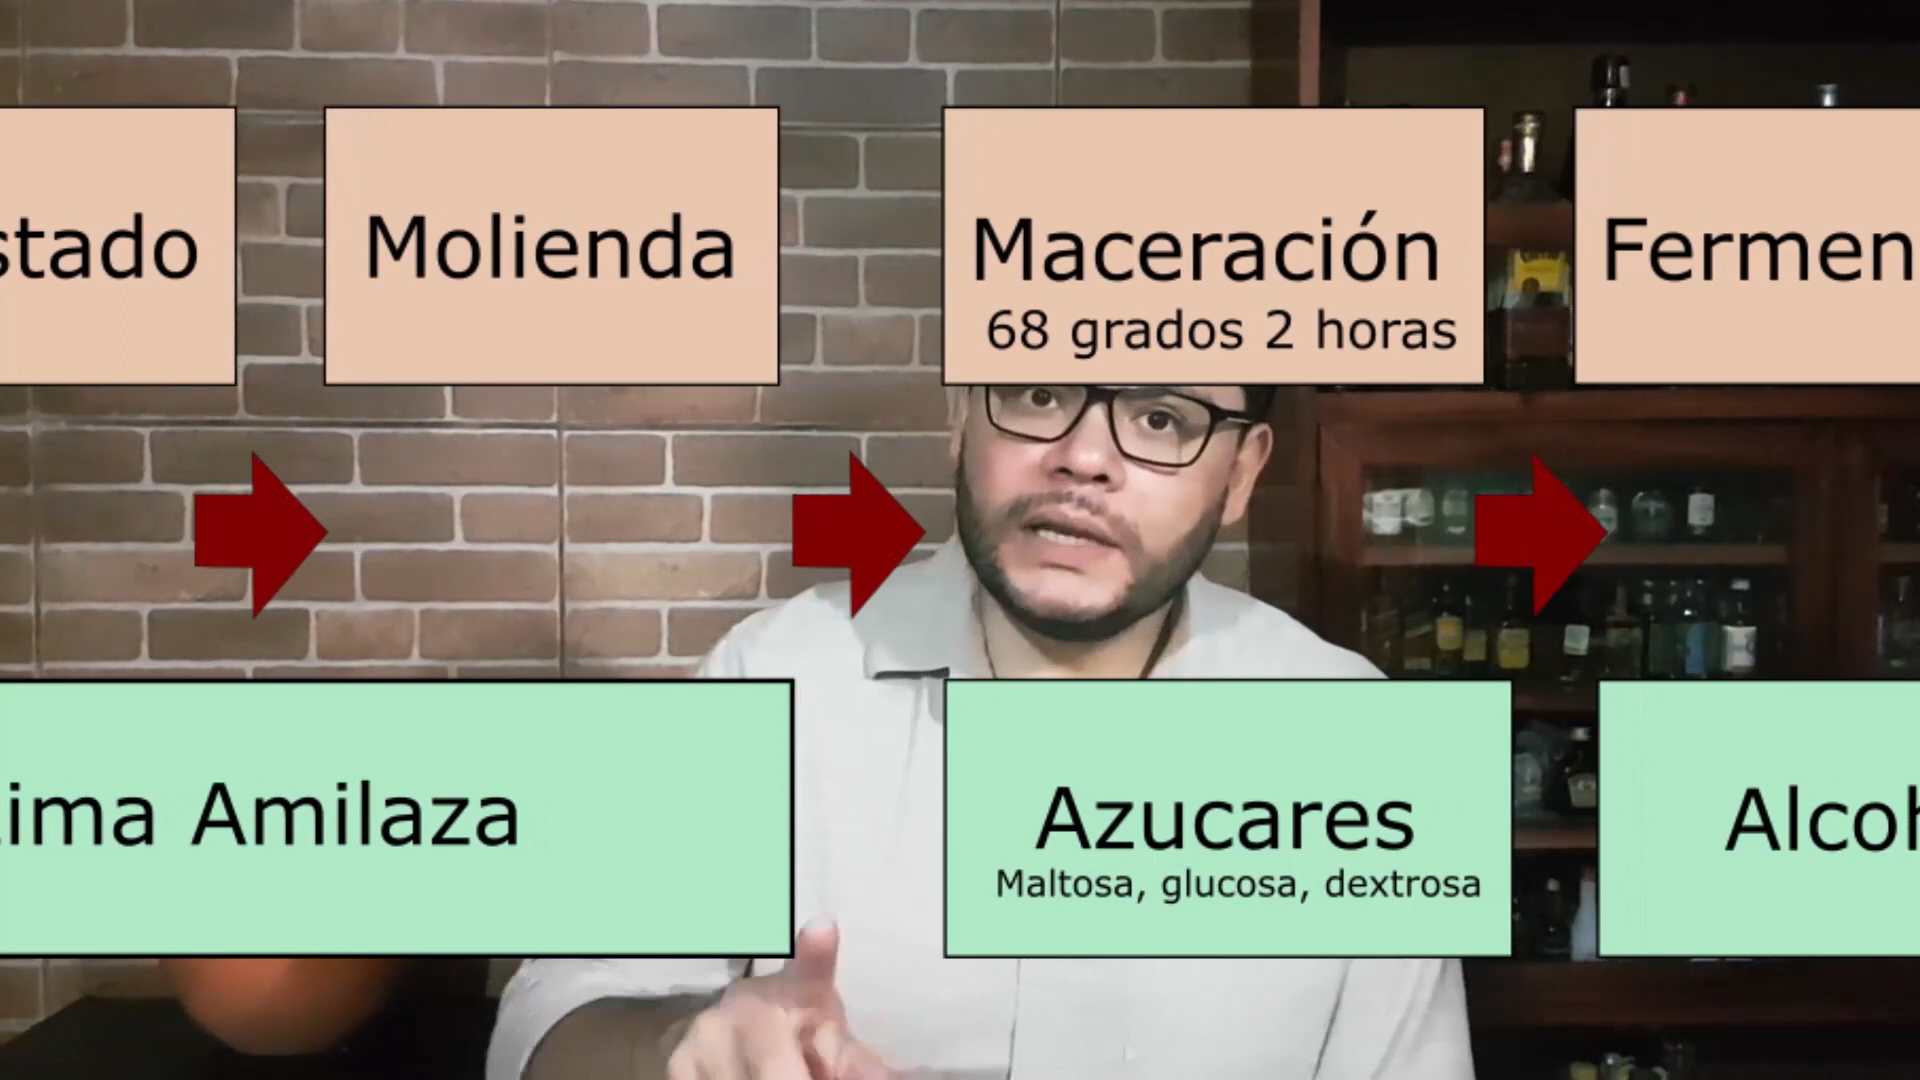 stado
Molienda
Maceración
68 grados 2 horas
Fermen
ima Amilaza
Azucares
Maltosa, glucosa, dextrosa
Alcoh